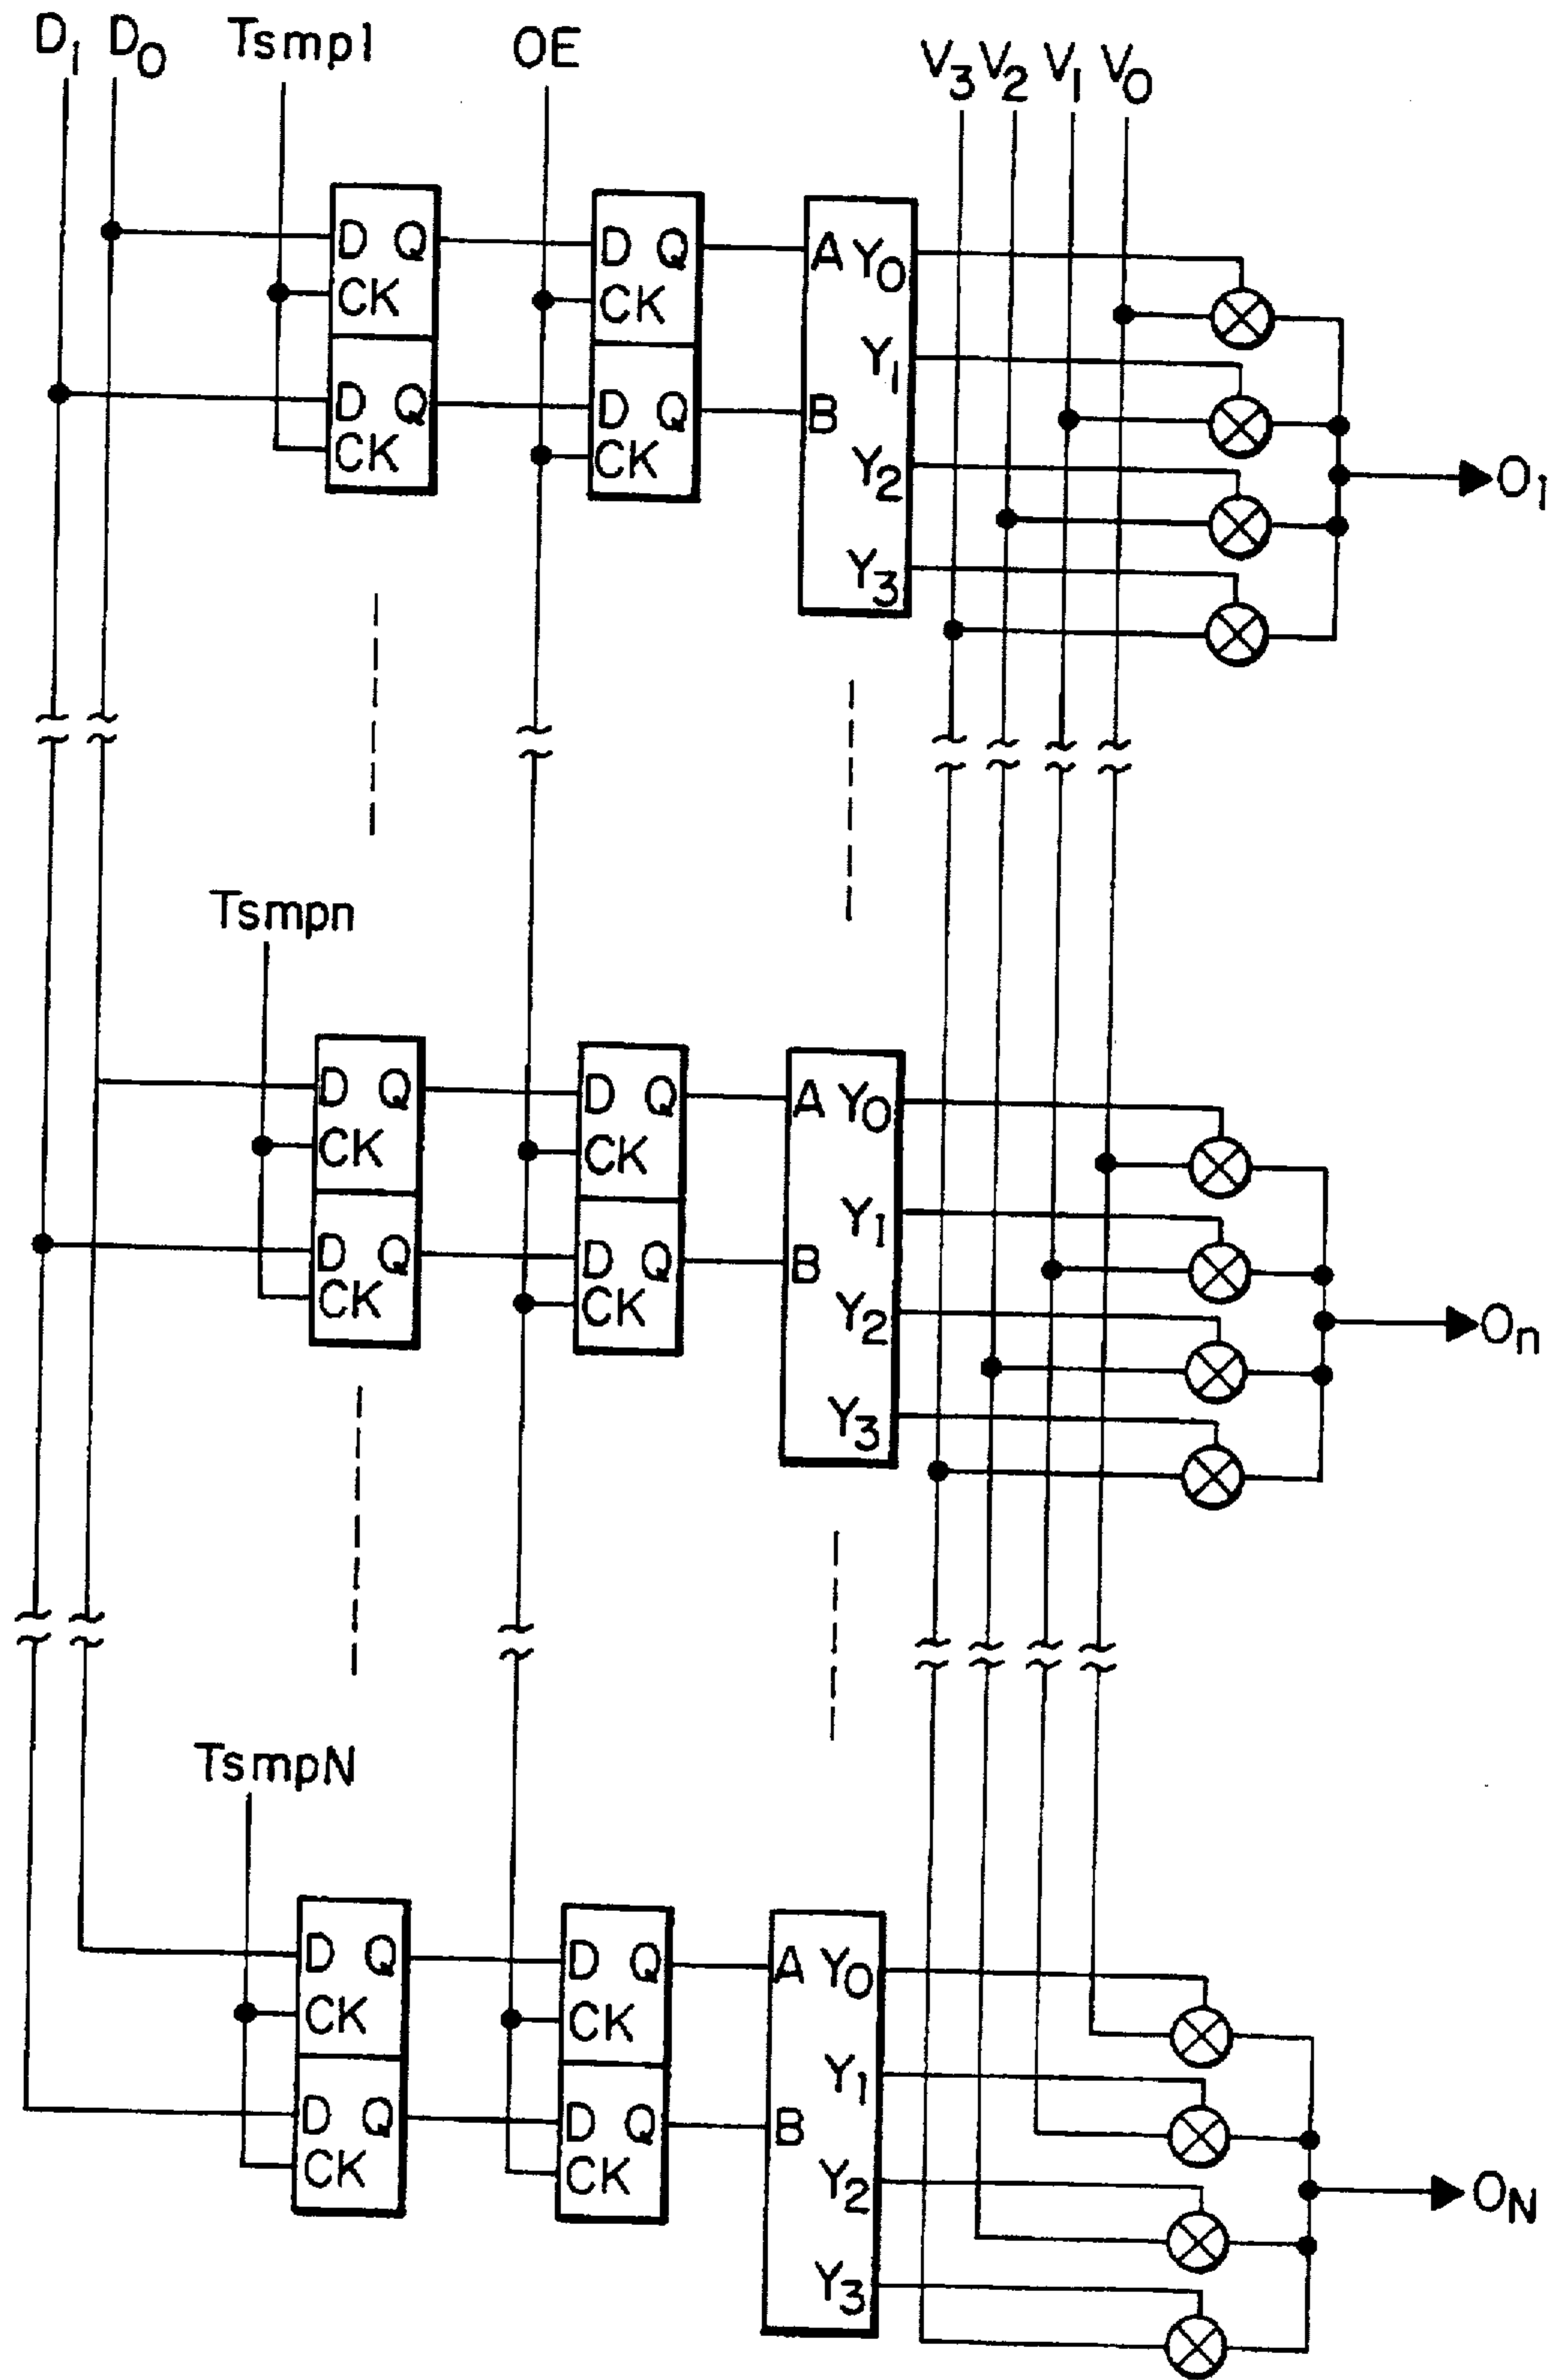 D1 D0 Tsmp1 OE V3 V2 V1 V0
D Q D Q A Y0
CK CK
Y1
D Q D Q B
CK CK
Y2
O1
Y3
Tsmpn
D Q D Q A Y0
CK CK
Y1
D Q D Q B
CK CK
Y2
On
Y3
TsmpN
D Q D Q A Y0
CK CK
Y1
D Q D Q B
CK CK
Y2
ON
Y3